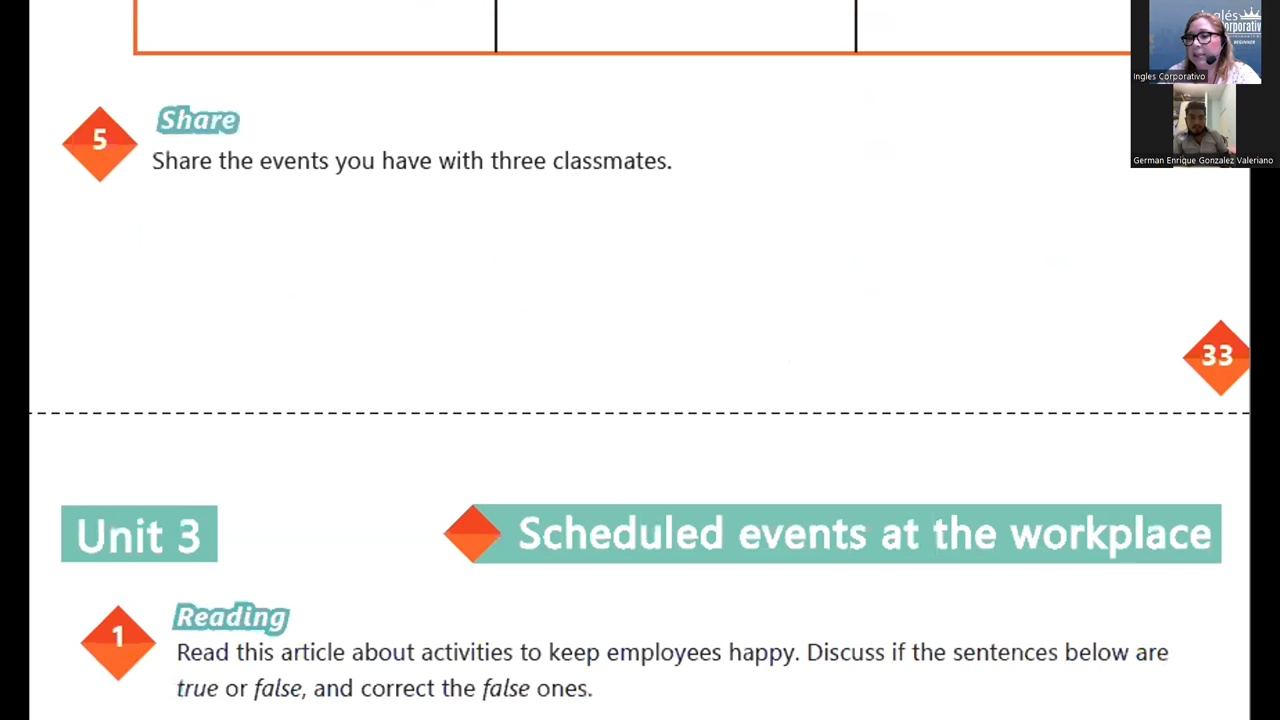 Inglés
Corporativo
BEGINNER
Ingles Corporativo
5
Share
Share the events you have with three classmates.
German Enrique Gonzalez Valeriano
33
Unit 3
Scheduled events at the workplace
1
Reading
Read this article about activities to keep employees happy. Discuss if the sentences below are
true or false, and correct the false ones.